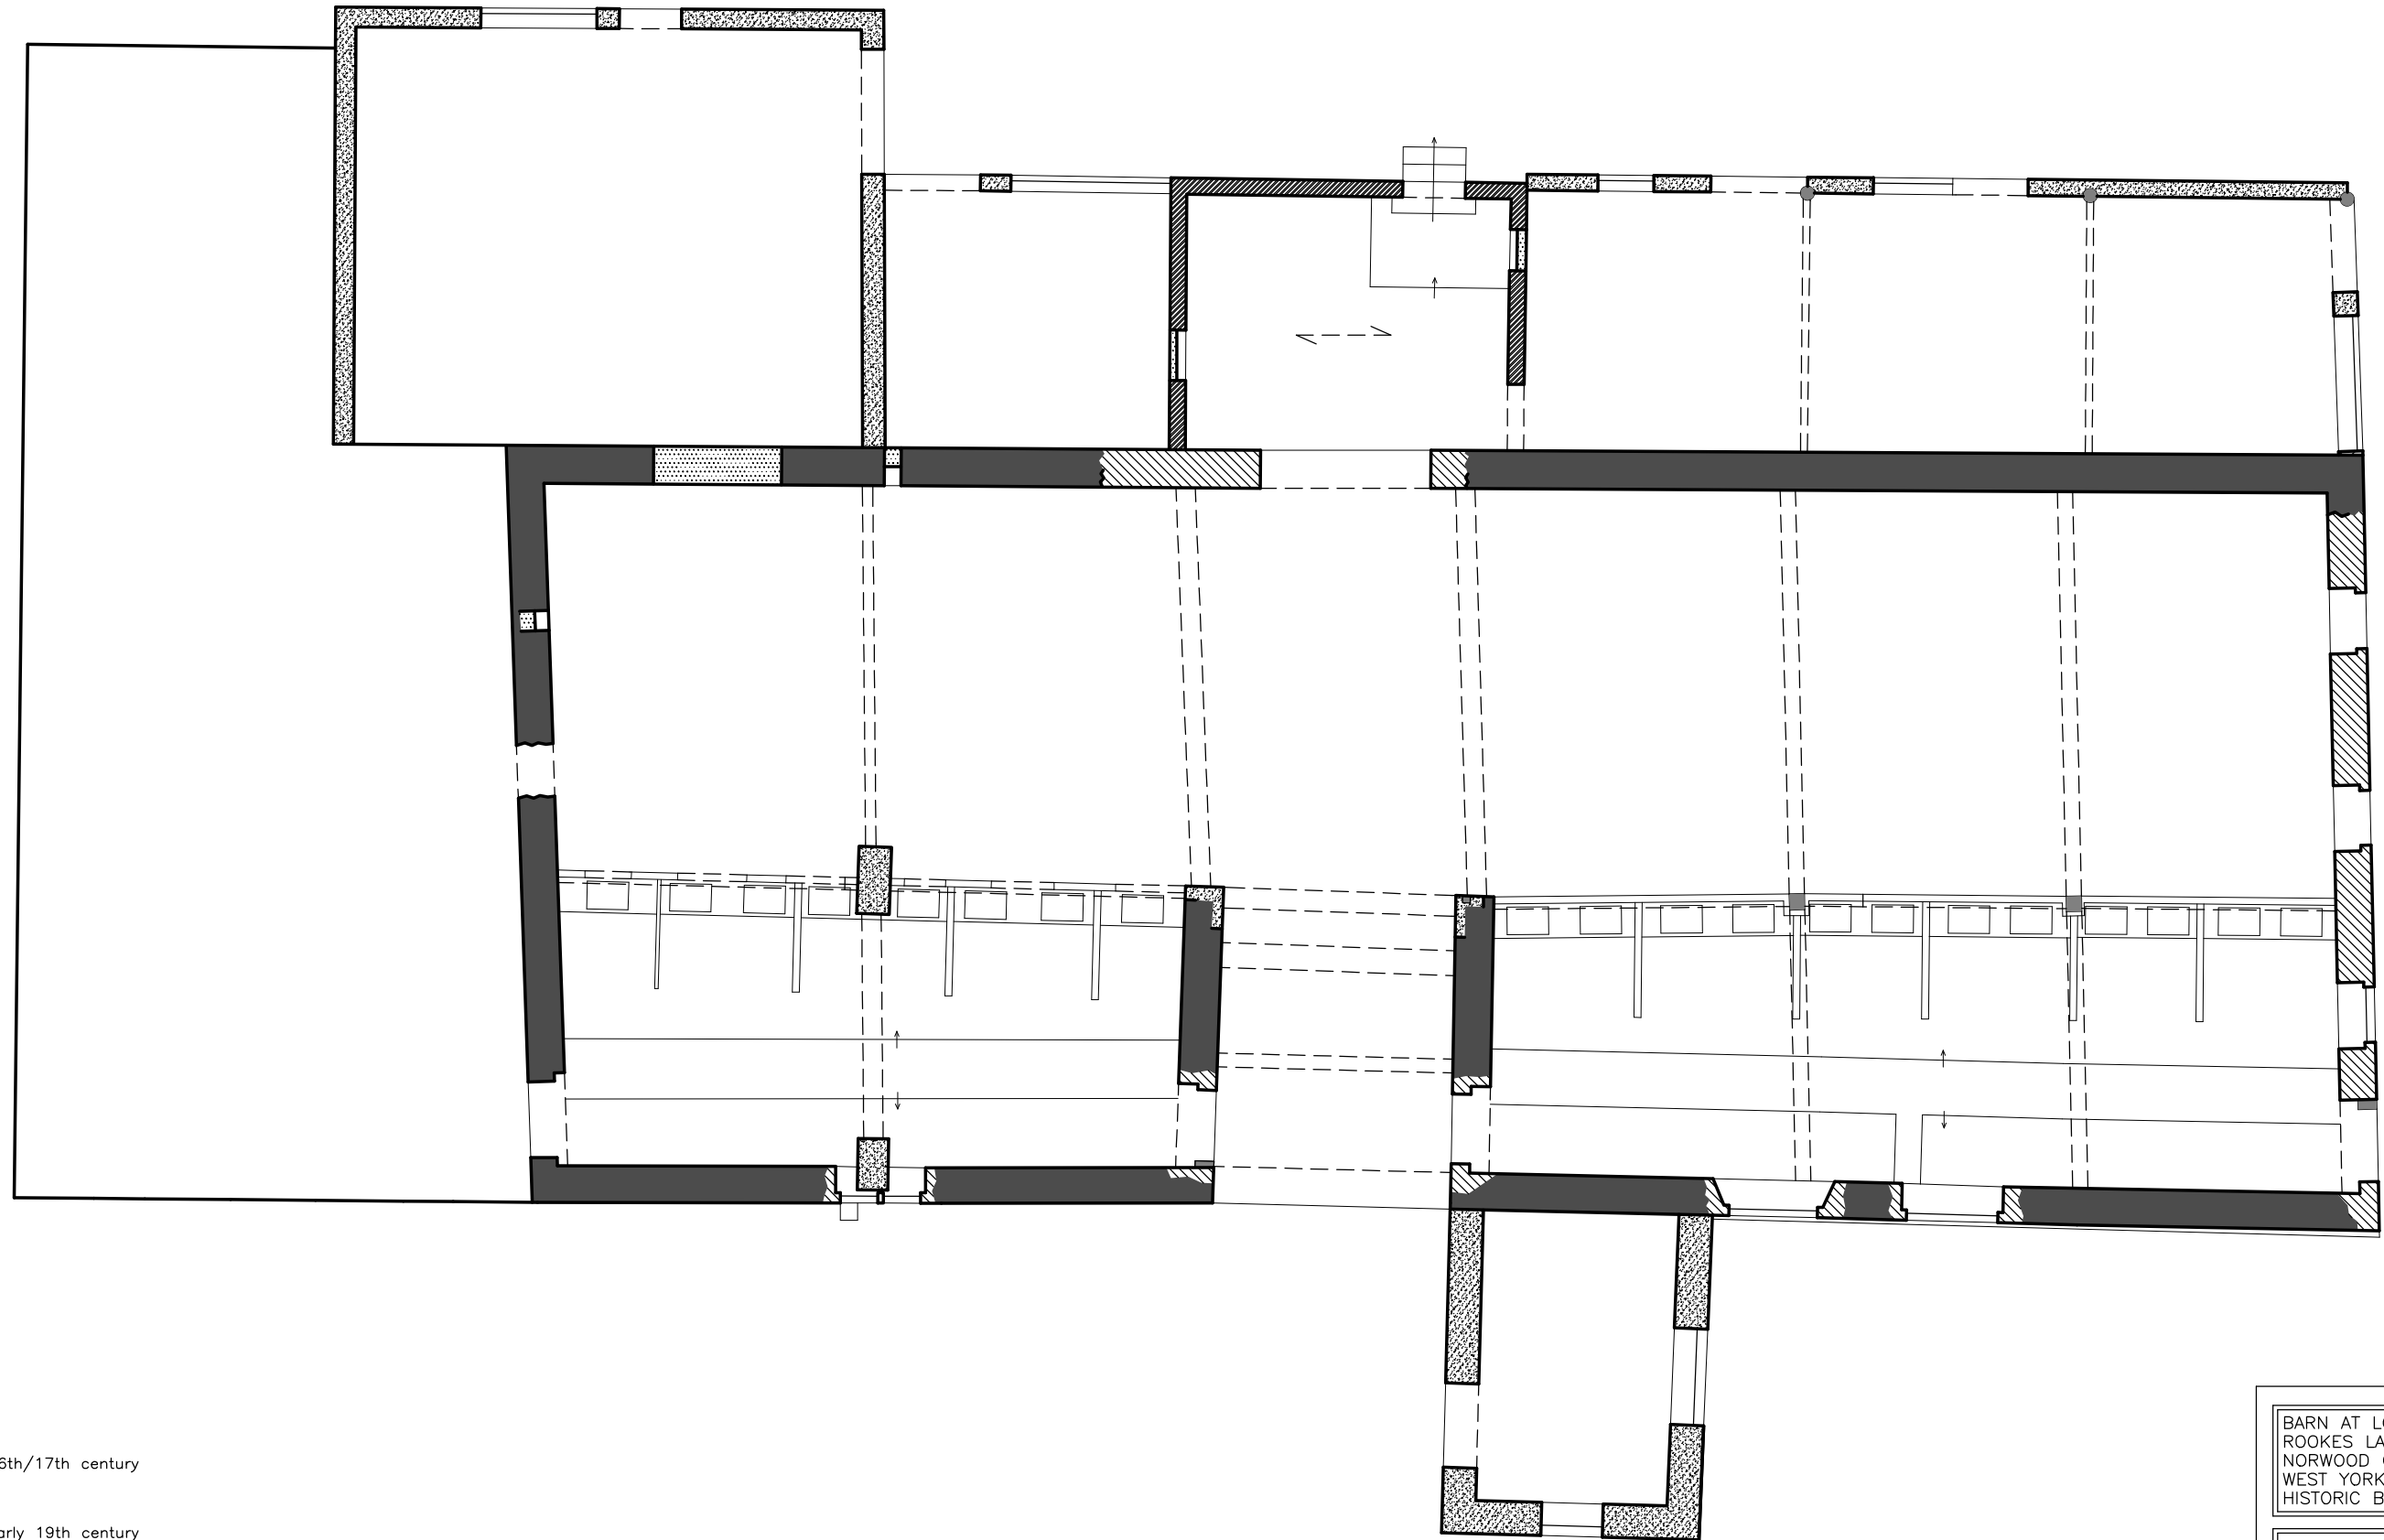 6th/17th century
arly 19th century
BARN AT L
ROOKES LA
NORWOOD
WEST YORK
HISTORIC B